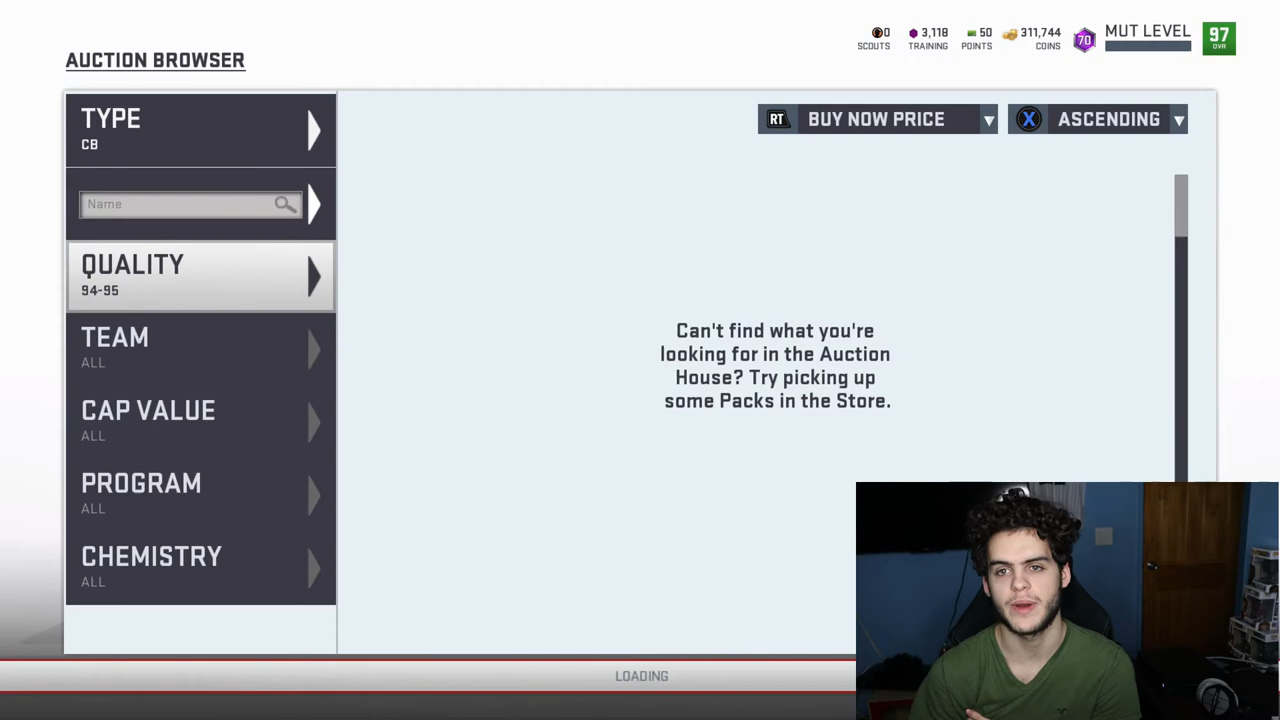 AUCTION BROWSER
0
SCOUTS
3,118
TRAINING
50
POINTS
311,744
COINS
70
MUT LEVEL
97
OVR
TYPE
CB
Name
QUALITY
94-95
TEAM
ALL
CAP VALUE
ALL
PROGRAM
ALL
CHEMISTRY
ALL
RT BUY NOW PRICE
X ASCENDING
Can't find what you're
looking for in the Auction
House? Try picking up
some Packs in the Store.
LOADING